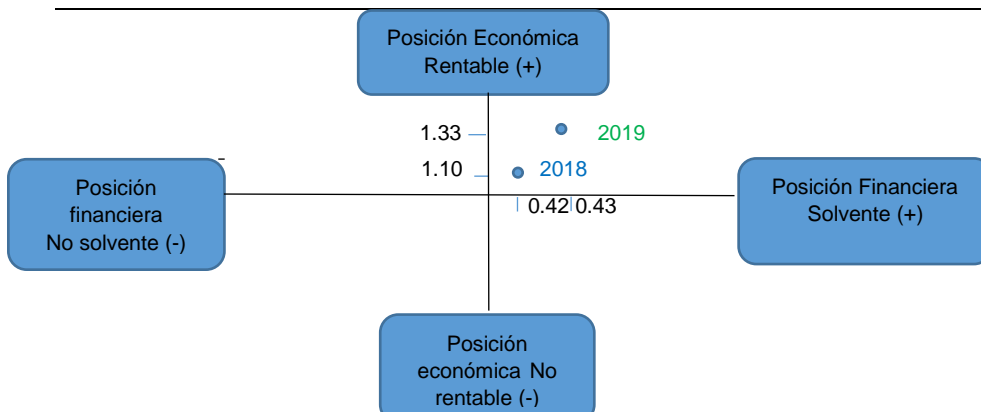 Posición Económica
Rentable (+)
1.33
2019
1.10
2018
Posición
financiera
No solvente (-)
0.42
0.43
Posición Financiera
Solvente (+)
Posición
económica No
rentable (-)